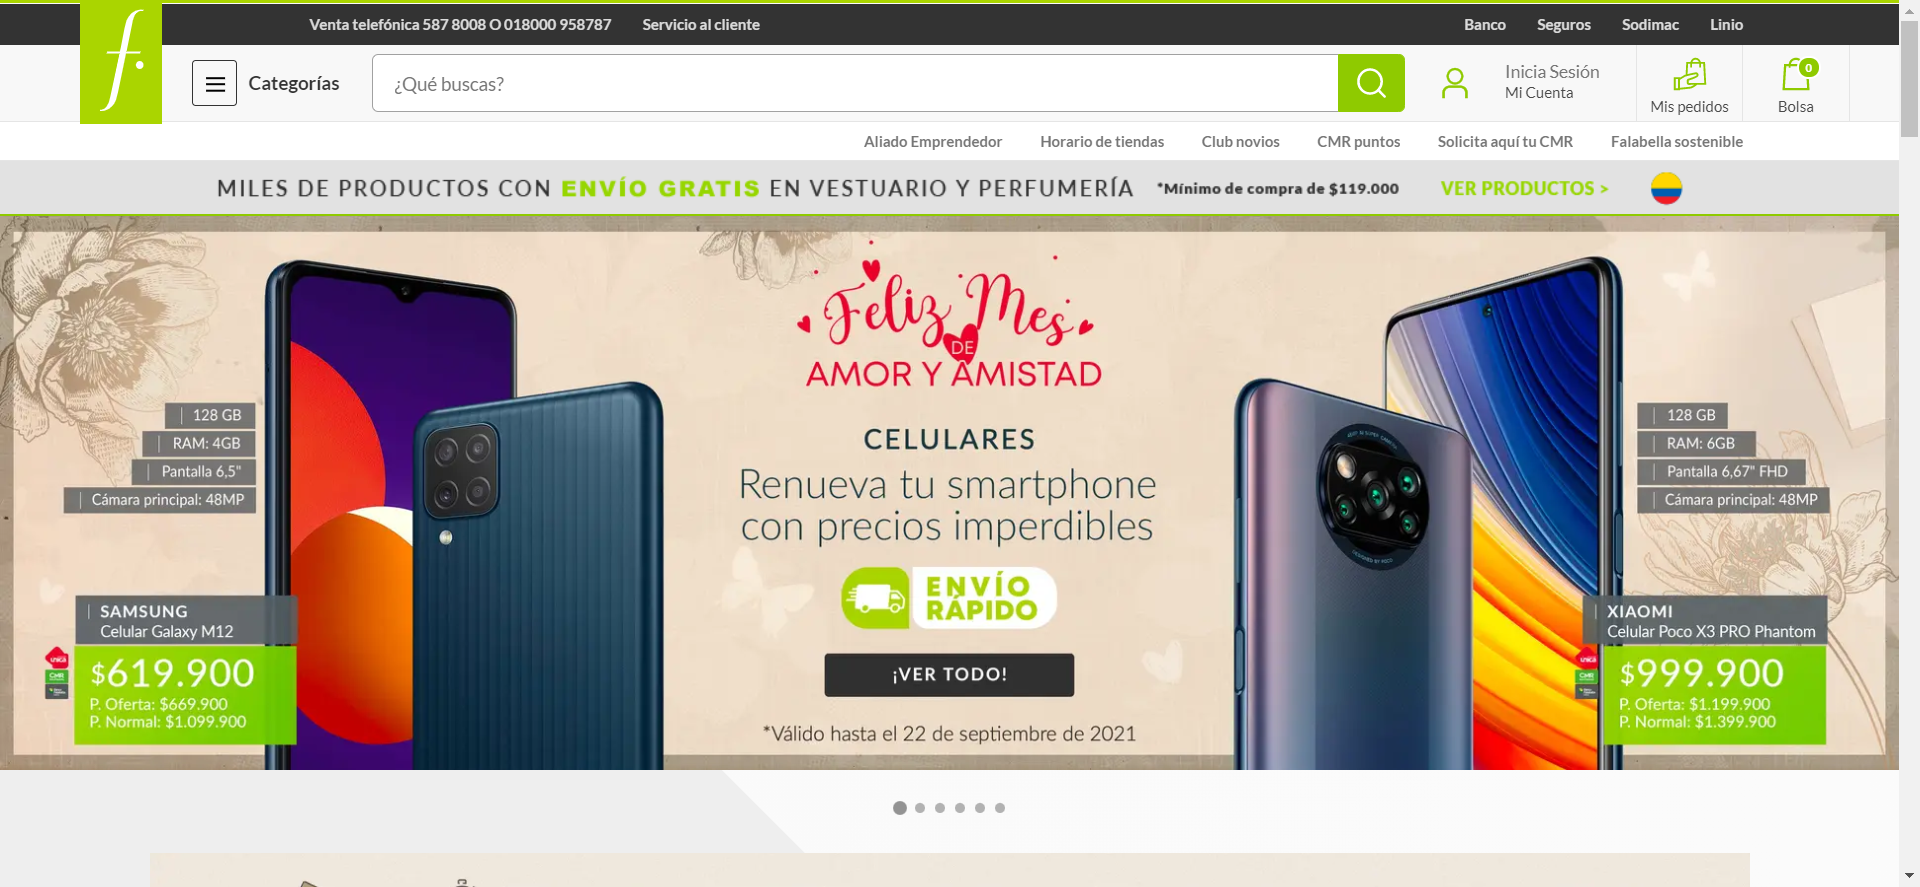 f.
Venta telefónica 587 8008 O 018000 958787
Servicio al cliente
Banco
Seguros
Sodimac
Linio
Categorías
¿Qué buscas?
Inicia Sesión
Mi Cuenta
Mis pedidos
0
Bolsa
Aliado Emprendedor
Horario de tiendas
Club novios
CMR puntos
Solicita aquí tu CMR
Falabella sostenible
MILES DE PRODUCTOS CON ENVÍO GRATIS EN VESTUARIO Y PERFUMERÍA *Mínimo de compra de $119.000 VER PRODUCTOS >
Feliz Mes
DE
AMOR Y AMISTAD
CELULARES
Renueva tu smartphone
con precios imperdibles
ENVÍO
RÁPIDO
¡VER TODO!
*Válido hasta el 22 de septiembre de 2021
128 GB
RAM: 4GB
Pantalla 6,5"
Cámara principal: 48MP
SAMSUNG
Celular Galaxy M12
única
CMR
$619.900
P. Oferta: $669.900
P. Normal: $1.099.900
128 GB
RAM: 6GB
Pantalla 6,67" FHD
Cámara principal: 48MP
XIAOMI
Celular Poco X3 PRO Phantom
única
CMR
$999.900
P. Oferta: $1.199.900
P. Normal: $1.399.900